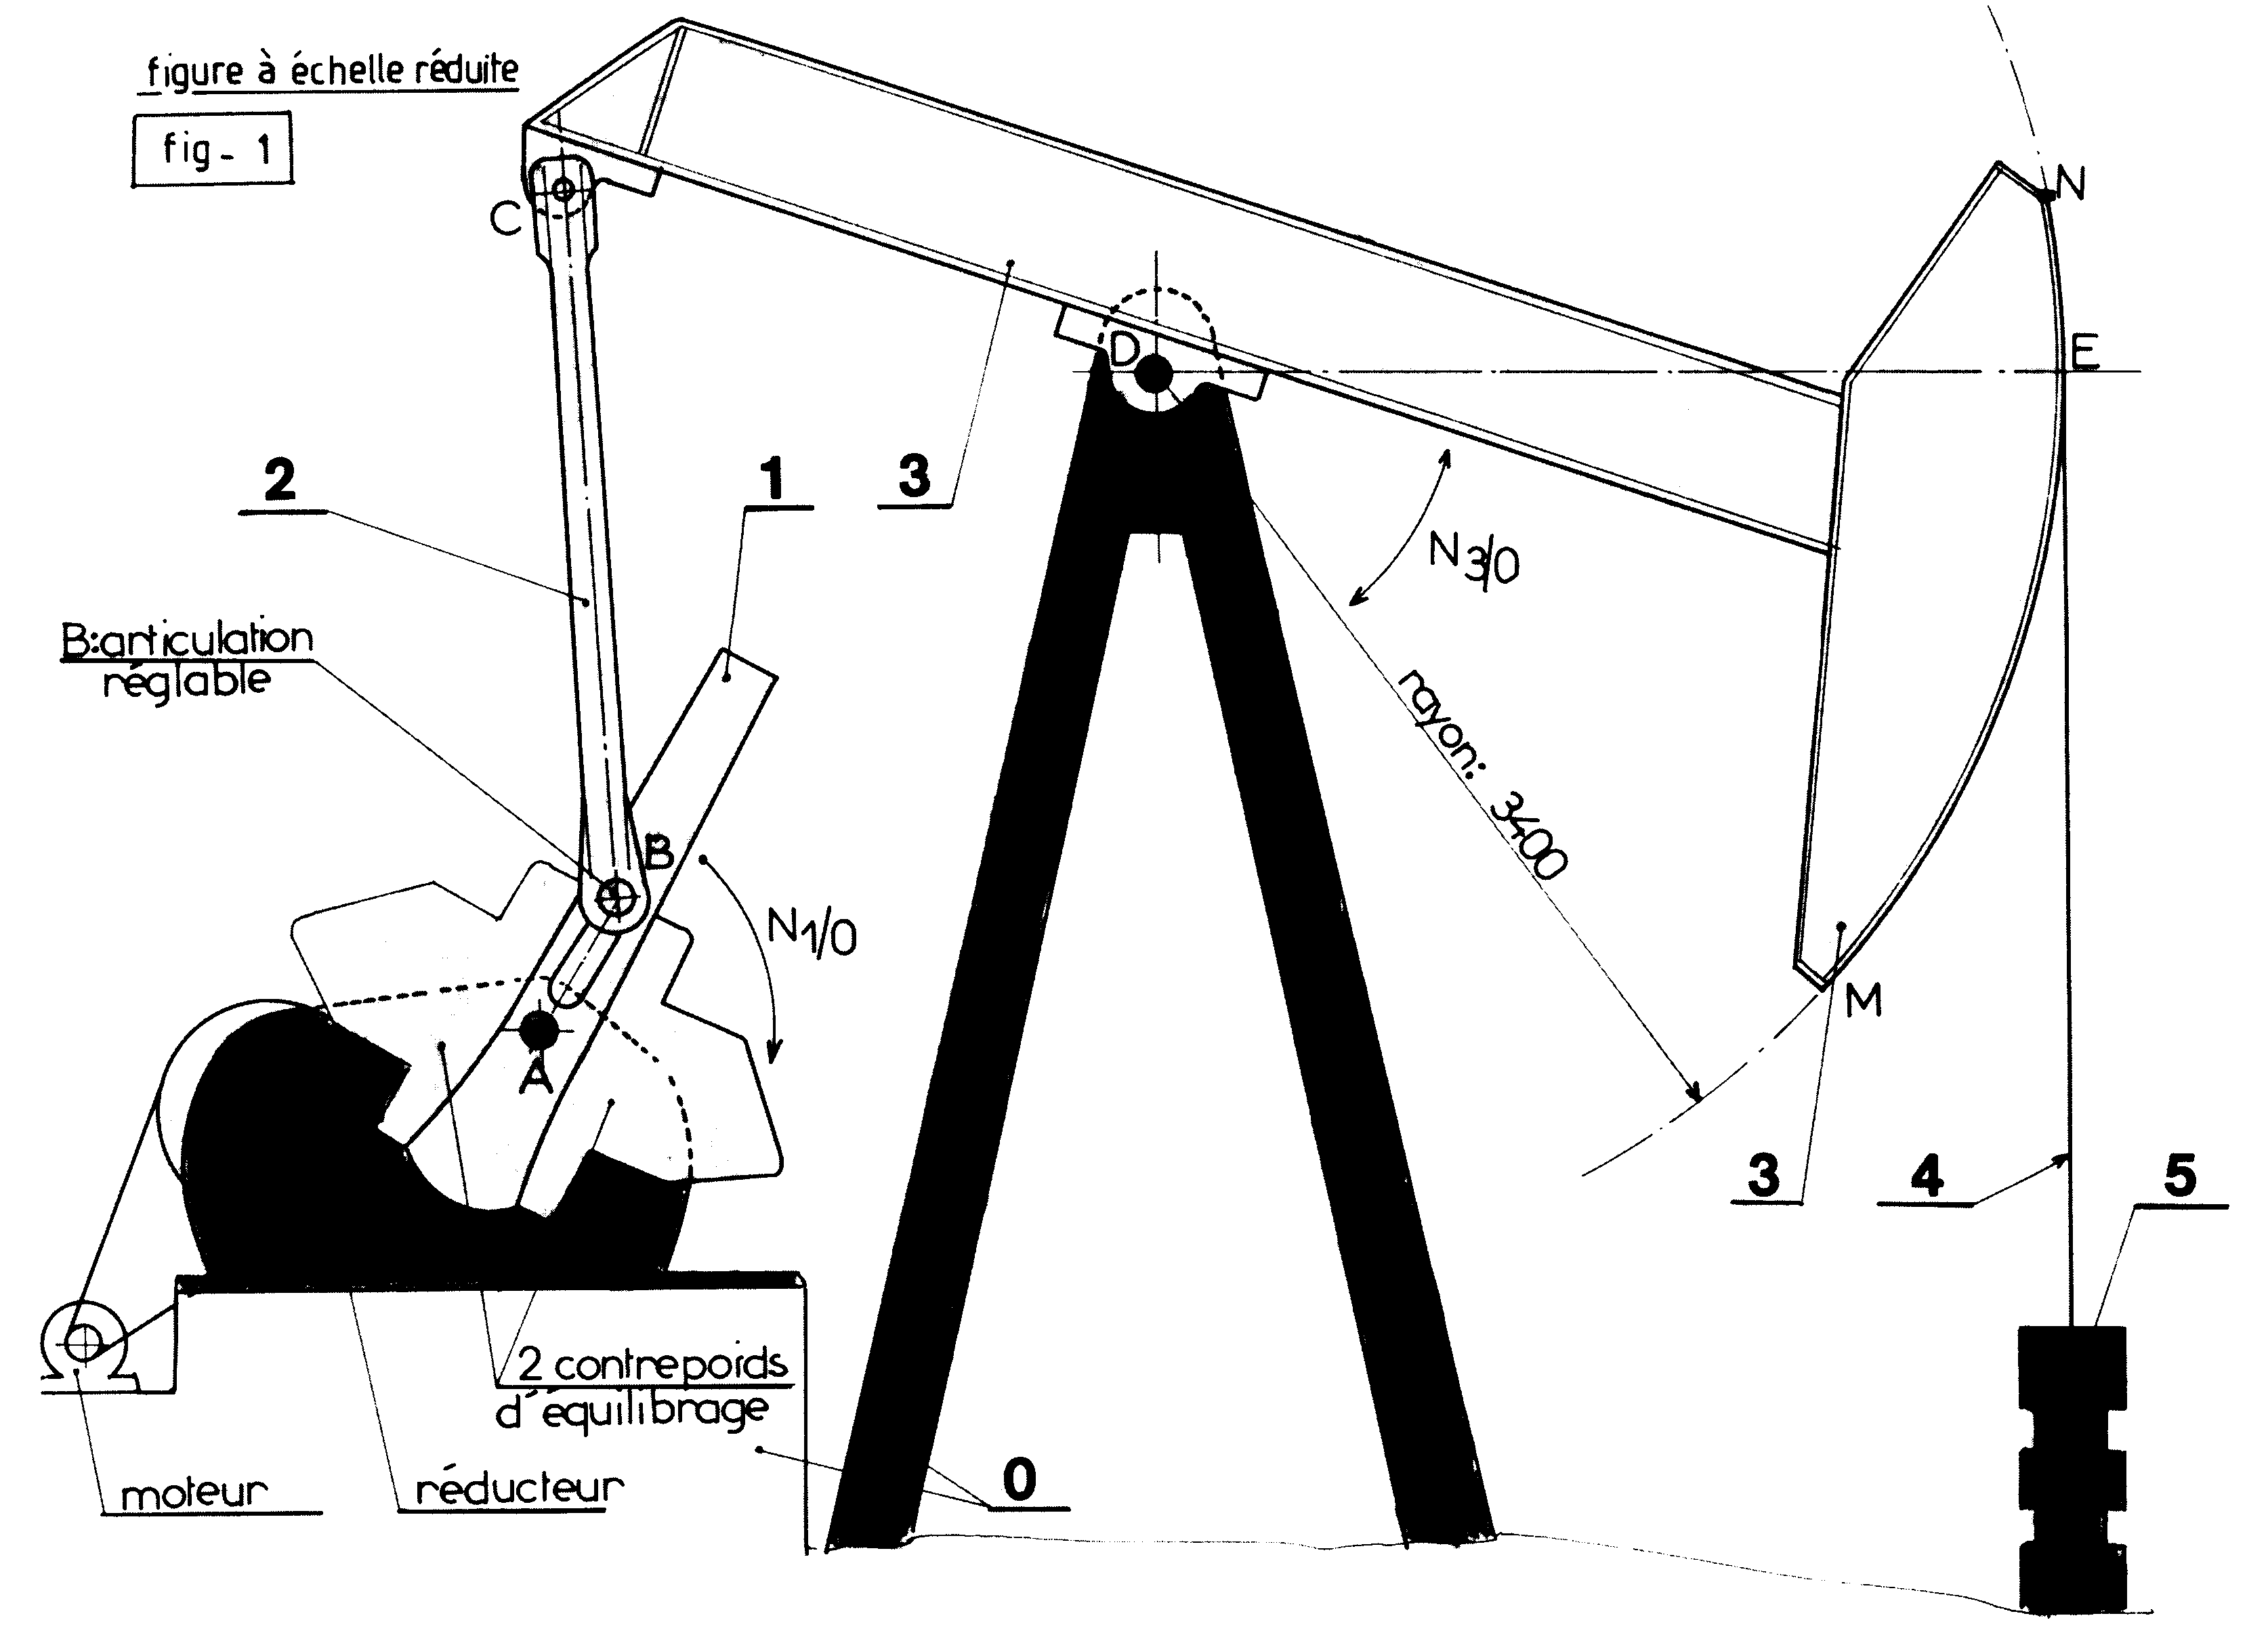 figure à échelle réduite
fig - 1
N
C
E
D
2
1
3
N3/0
B:articulation
réglable
rayon: 3400
B
N1/0
M
A
3
4
5
2 contrepoids
d'équilibrage
0
moteur
réducteur